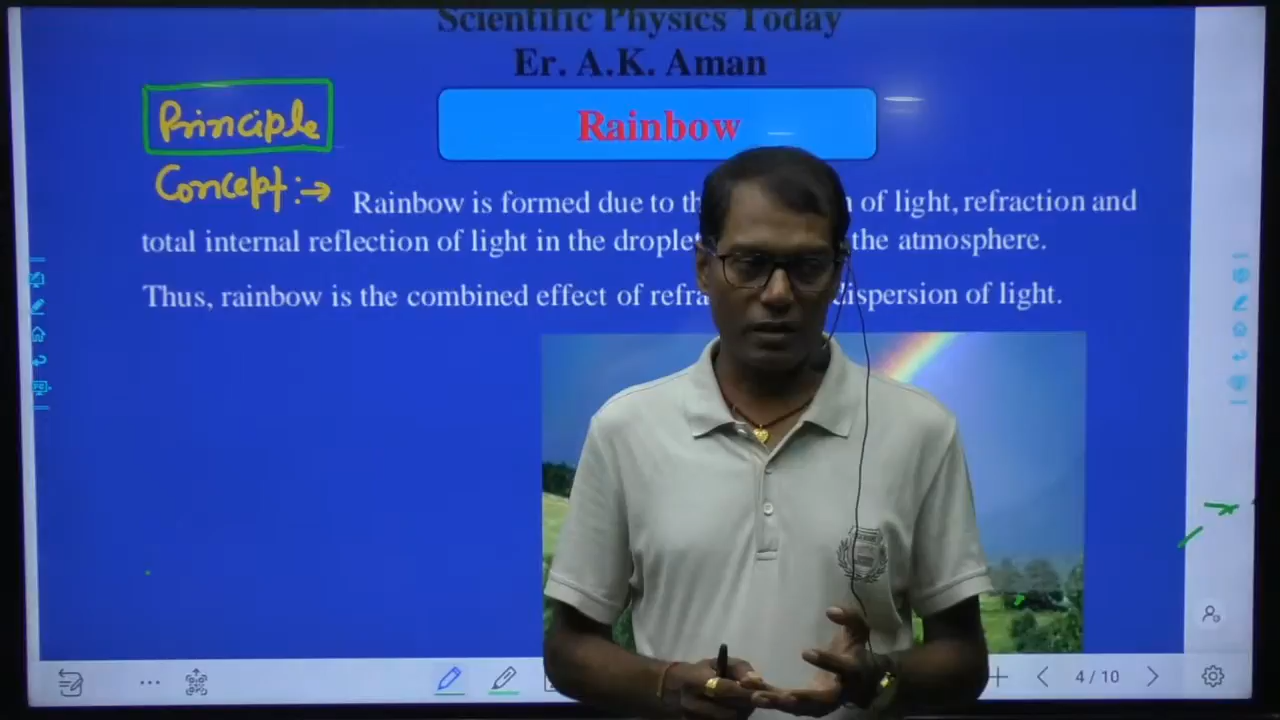 Scientific Physics Today
Er. A.K. Aman
Principle
Rainbow
Concept:→
Rainbow is formed due to th n of light, refraction and
total internal reflection of light in the drople the atmosphere.
Thus, rainbow is the combined effect of refra dispersion of light.
4 / 10